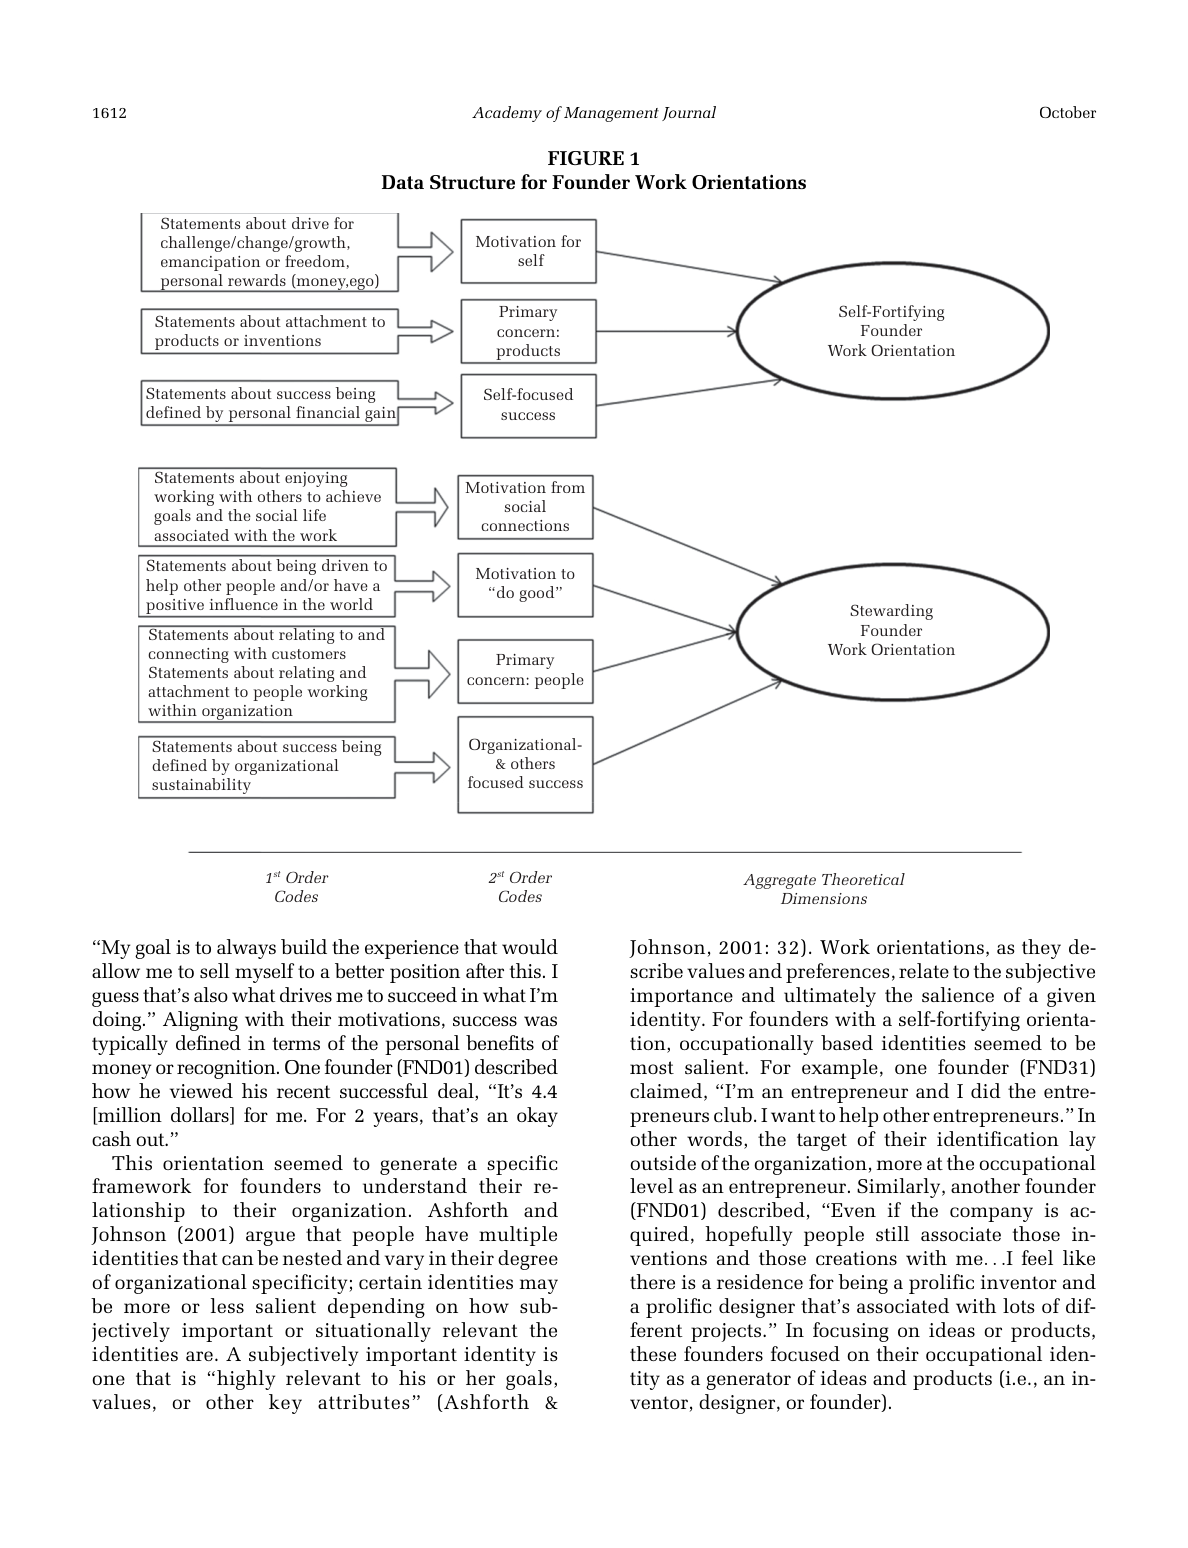 1612
Academy of Management Journal
October
FIGURE 1
Data Structure for Founder Work Orientations
Statements about drive for
challenge/change/growth,
emancipation or freedom,
personal rewards (money,ego)
Motivation for
self
Statements about attachment to
products or inventions
Primary
concern:
products
Statements about success being
defined by personal financial gain
Self-focused
success
Self-Fortifying
Founder
Work Orientation
Statements about enjoying
working with others to achieve
goals and the social life
associated with the work
Motivation from
social
connections
Statements about being driven to
help other people and/or have a
positive influence in the world
Motivation to
“do good”
Statements about relating to and
connecting with customers
Statements about relating and
attachment to people working
within organization
Primary
concern: people
Statements about success being
defined by organizational
sustainability
Organizational-
& others
focused success
Stewarding
Founder
Work Orientation
1st Order
Codes
2st Order
Codes
Aggregate Theoretical
Dimensions
“My goal is to always build the experience that would
allow me to sell myself to a better position after this. I
guess that’s also what drives me to succeed in what I’m
doing.” Aligning with their motivations, success was
typically defined in terms of the personal benefits of
money or recognition. One founder (FND01) described
how he viewed his recent successful deal, “It’s 4.4
[million dollars] for me. For 2 years, that’s an okay
cash out.”
This orientation seemed to generate a specific
framework for founders to understand their re-
lationship to their organization. Ashforth and
Johnson (2001) argue that people have multiple
identities that can be nested and vary in their degree
of organizational specificity; certain identities may
be more or less salient depending on how sub-
jectively important or situationally relevant the
identities are. A subjectively important identity is
one that is “highly relevant to his or her goals,
values, or other key attributes” (Ashforth &
Johnson, 2001: 32). Work orientations, as they de-
scribe values and preferences, relate to the subjective
importance and ultimately the salience of a given
identity. For founders with a self-fortifying orienta-
tion, occupationally based identities seemed to be
most salient. For example, one founder (FND31)
claimed, “I’m an entrepreneur and I did the entre-
preneurs club. I want to help other entrepreneurs.” In
other words, the target of their identification lay
outside of the organization, more at the occupational
level as an entrepreneur. Similarly, another founder
(FND01) described, “Even if the company is ac-
quired, hopefully people still associate those in-
ventions and those creations with me…I feel like
there is a residence for being a prolific inventor and
a prolific designer that’s associated with lots of dif-
ferent projects.” In focusing on ideas or products,
these founders focused on their occupational iden-
tity as a generator of ideas and products (i.e., an in-
ventor, designer, or founder).